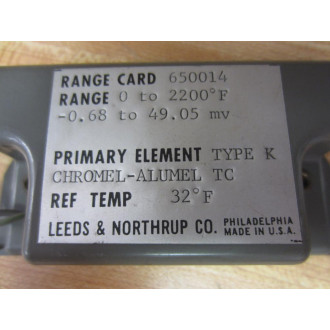 RANGE CARD 650014
RANGE 0 to 2200°F
-0.68 to 49.05 mv
PRIMARY ELEMENT TYPE K
CHROMEL-ALUMEL TC
REF TEMP 32°F
LEEDS & NORTHRUP CO. PHILADELPHIA
MADE IN U.S.A.